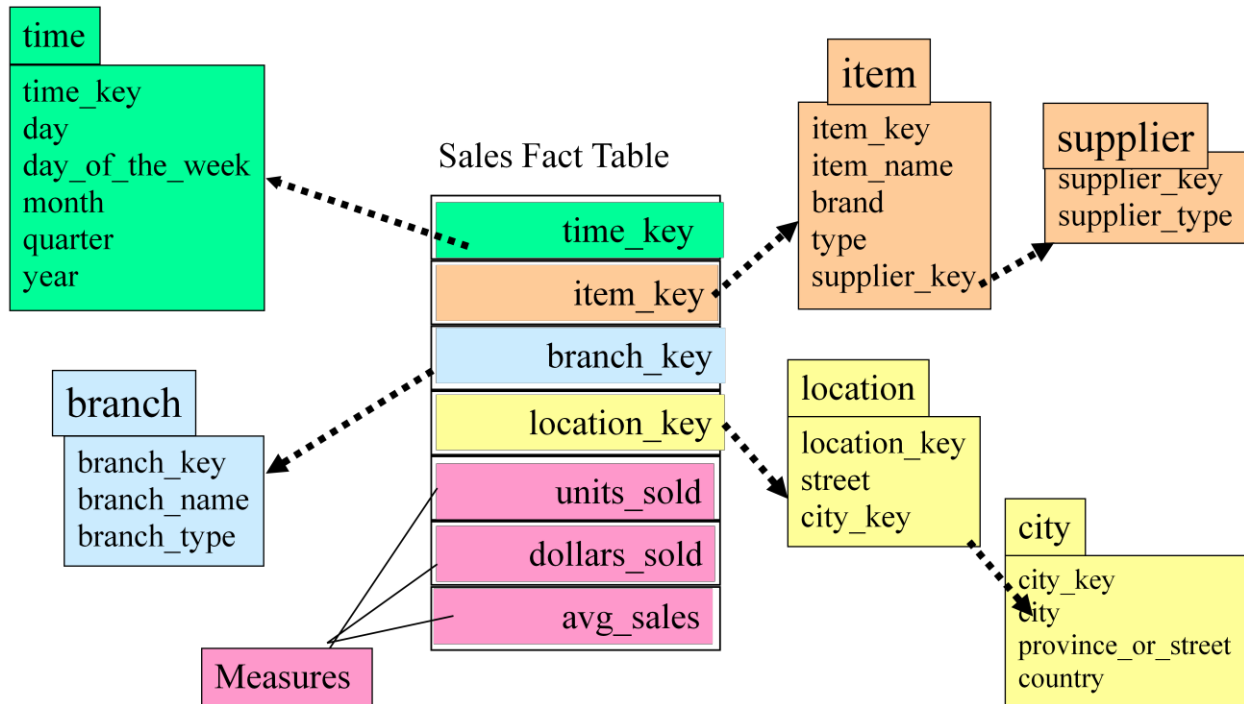 time
time_key
day
day_of_the_week
month
quarter
year
branch
branch_key
branch_name
branch_type
Sales Fact Table
time_key
item_key
branch_key
location_key
units_sold
dollars_sold
avg_sales
Measures
item
item_key
item_name
brand
type
supplier_key
supplier
supplier_key
supplier_type
location
location_key
street
city_key
city
city_key
city
province_or_street
country